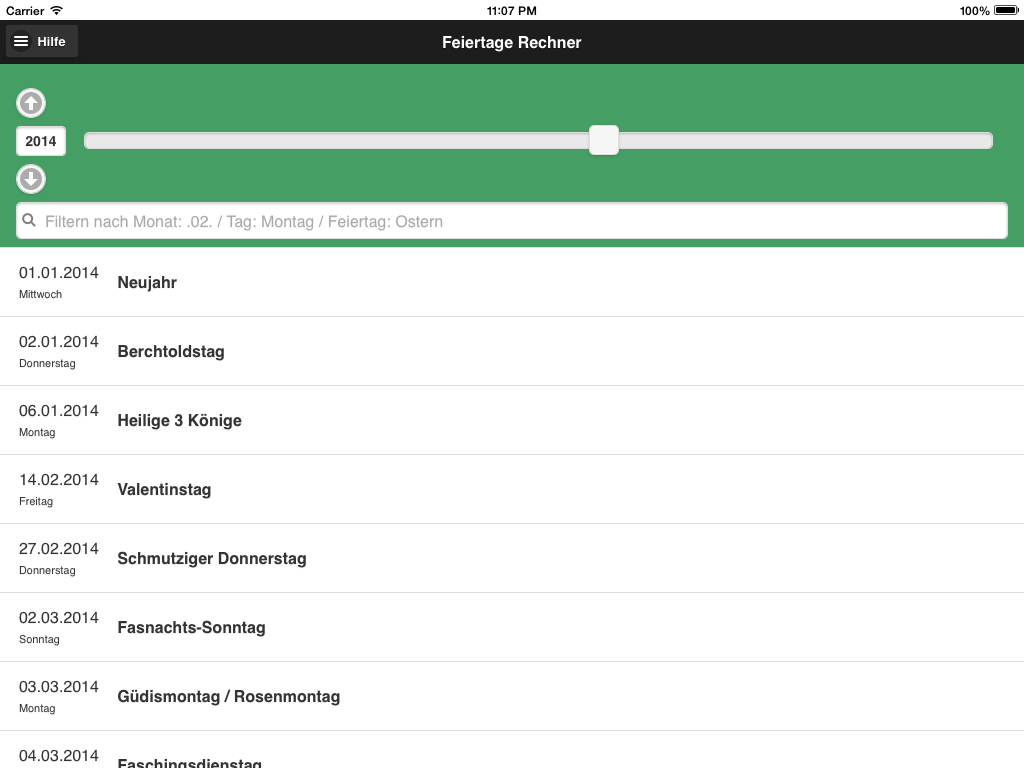 Carrier 11:07 PM 100%
Hilfe Feiertage Rechner
2014
Filtern nach Monat: .02. / Tag: Montag / Feiertag: Ostern
01.01.2014
Mittwoch
Neujahr
02.01.2014
Donnerstag
Berchtoldstag
06.01.2014
Montag
Heilige 3 Könige
14.02.2014
Freitag
Valentinstag
27.02.2014
Donnerstag
Schmutziger Donnerstag
02.03.2014
Sonntag
Fasnachts-Sonntag
03.03.2014
Montag
Güdismontag / Rosenmontag
04.03.2014
Faschingsdienstag